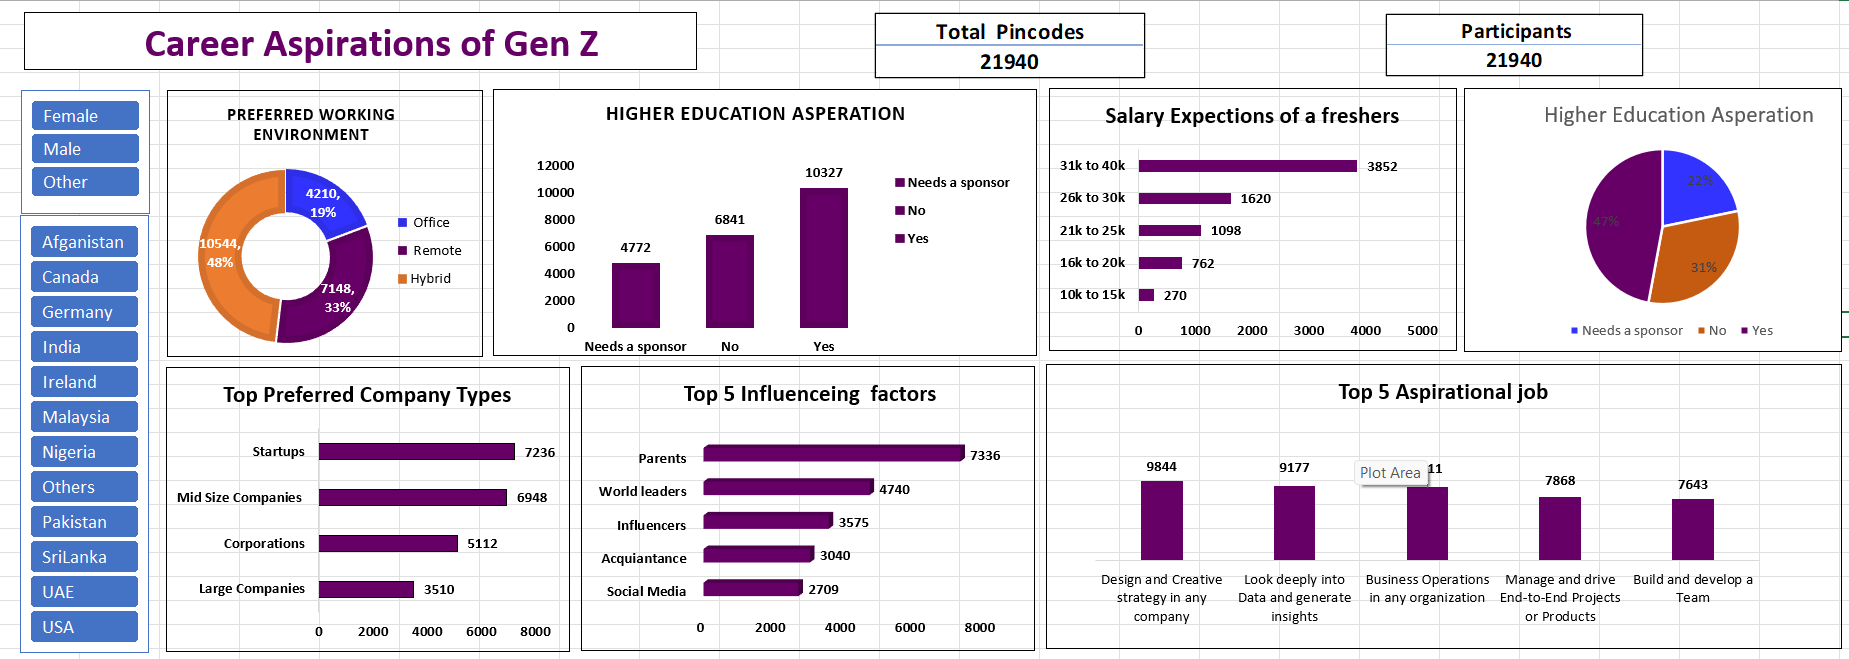 Career Aspirations of Gen Z
Total Pincodes
21940
Participants
21940
Female
Male
Other
Afganistan
Canada
Germany
India
Ireland
Malaysia
Nigeria
Others
Pakistan
SriLanka
UAE
USA
PREFERRED WORKING
ENVIRONMENT
4210,
19%
10544,
48%
7148,
33%
Office
Remote
Hybrid
HIGHER EDUCATION ASPERATION
12000
10000
8000
6000
4000
2000
0
4772
6841
10327
Needs a sponsor
No
Yes
Needs a sponsor
No
Yes
Salary Expections of a freshers
31k to 40k 3852
26k to 30k 1620
21k to 25k 1098
16k to 20k 762
10k to 15k 270
0 1000 2000 3000 4000 5000
Higher Education Asperation
22%
47%
31%
Needs a sponsor No Yes
Top Preferred Company Types
Startups 7236
Mid Size Companies 6948
Corporations 5112
Large Companies 3510
0 2000 4000 6000 8000
Top 5 Influenceing factors
Parents 7336
World leaders 4740
Influencers 3575
Acquiantance 3040
Social Media 2709
0 2000 4000 6000 8000
Top 5 Aspirational job
9844
9177
Plot Area
11
7868
7643
Design and Creative
strategy in any
company
Look deeply into
Data and generate
insights
Business Operations
in any organization
Manage and drive
End-to-End Projects
or Products
Build and develop a
Team